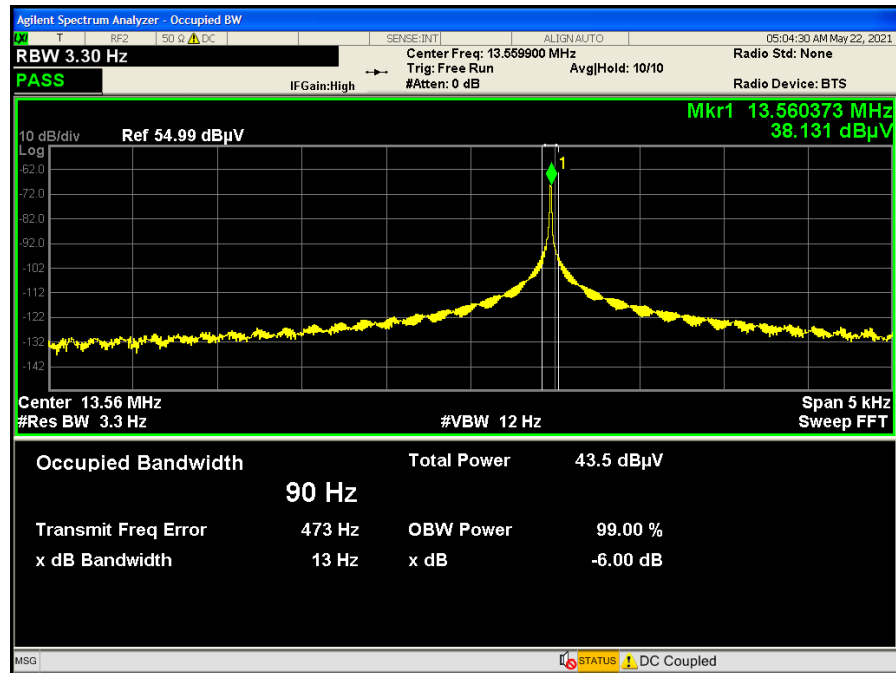 Agilent Spectrum Analyzer - Occupied BW
LXI T RF2 50 Ω DC SENSE:INT ALIGN AUTO 05:04:30 AM May 22, 2021
RBW 3.30 Hz Center Freq: 13.559900 MHz Radio Std: None
Trig: Free Run Avg|Hold: 10/10
PASS IFGain:High #Atten: 0 dB Radio Device: BTS
Mkr1 13.560373 MHz
10 dB/div Ref 54.99 dBµV 38.131 dBµV
Log
-62.0
1
-72.0
-82.0
-92.0
-102
-112
-122
-132
-142
Center 13.56 MHz Span 5 kHz
#Res BW 3.3 Hz #VBW 12 Hz Sweep FFT
Occupied Bandwidth Total Power 43.5 dBµV
90 Hz
Transmit Freq Error 473 Hz OBW Power 99.00 %
x dB Bandwidth 13 Hz x dB -6.00 dB
MSG STATUS DC Coupled